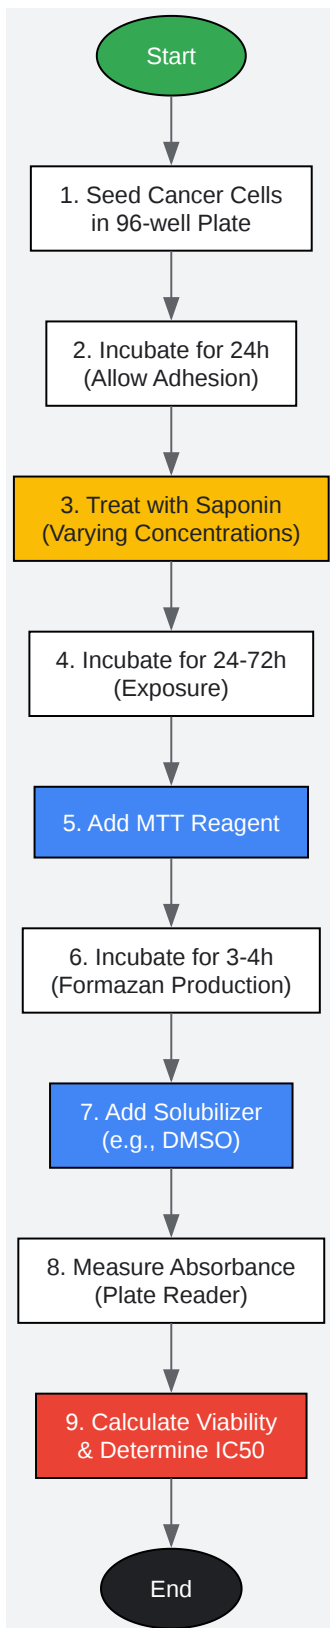 Start
1. Seed Cancer Cells
in 96-well Plate
2. Incubate for 24h
(Allow Adhesion)
3. Treat with Saponin
(Varying Concentrations)
4. Incubate for 24-72h
(Exposure)
5. Add MTT Reagent
6. Incubate for 3-4h
(Formazan Production)
7. Add Solubilizer
(e.g., DMSO)
8. Measure Absorbance
(Plate Reader)
9. Calculate Viability
& Determine IC50
End